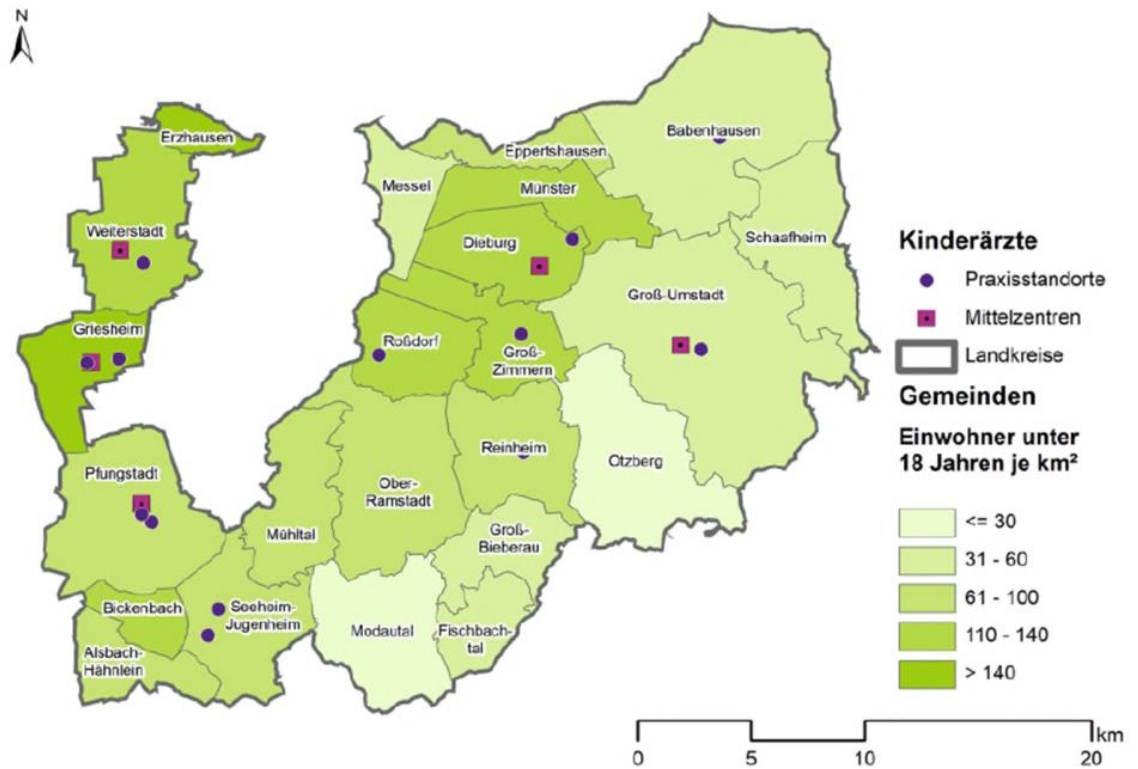 N
Erzhausen
Babenhausen
Eppertshausen
Messel
Münster
Weiterstadt
Dieburg
Schaafheim
Groß-Umstadt
Griesheim
Roßdorf
Groß-
Zimmern
Reinheim
Otzberg
Pfungstadt
Ober-
Ramstadt
Mühltal
Groß-
Bieberau
Bickenbach
Seeheim-
Jugenheim
Modautal
Fischbach-
tal
Alsbach-
Hähnlein
Kinderärzte
Praxisstandorte
Mittelzentren
Landkreise
Gemeinden
Einwohner unter
18 Jahren je km²
<= 30
31 - 60
61 - 100
110 - 140
> 140
km
0 5 10 20